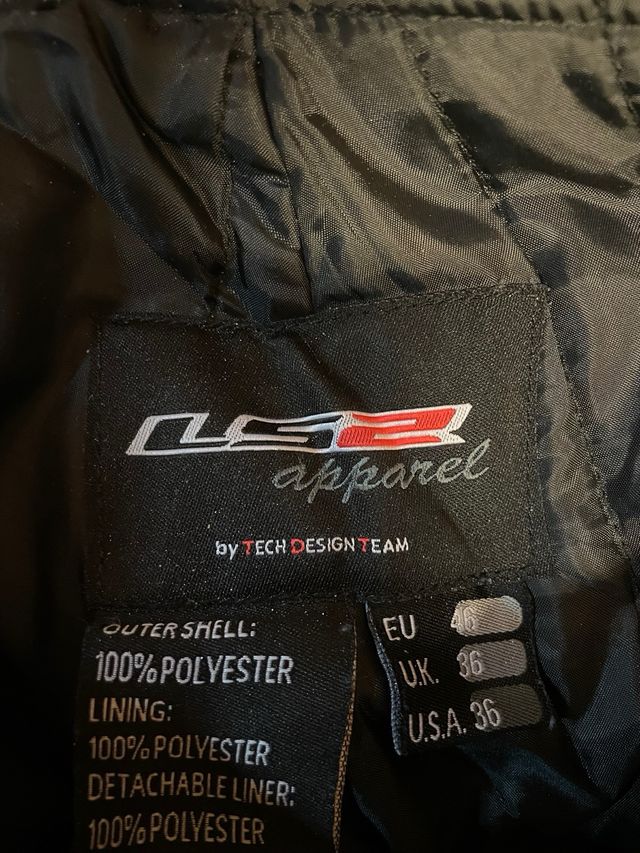 LS2
apparel
by TECH DESIGN TEAM
OUTER SHELL:
100% POLYESTER
LINING:
100% POLYESTER
DETACHABLE LINER:
100% POLYESTER
EU 46
U.K. 36
U.S.A. 36